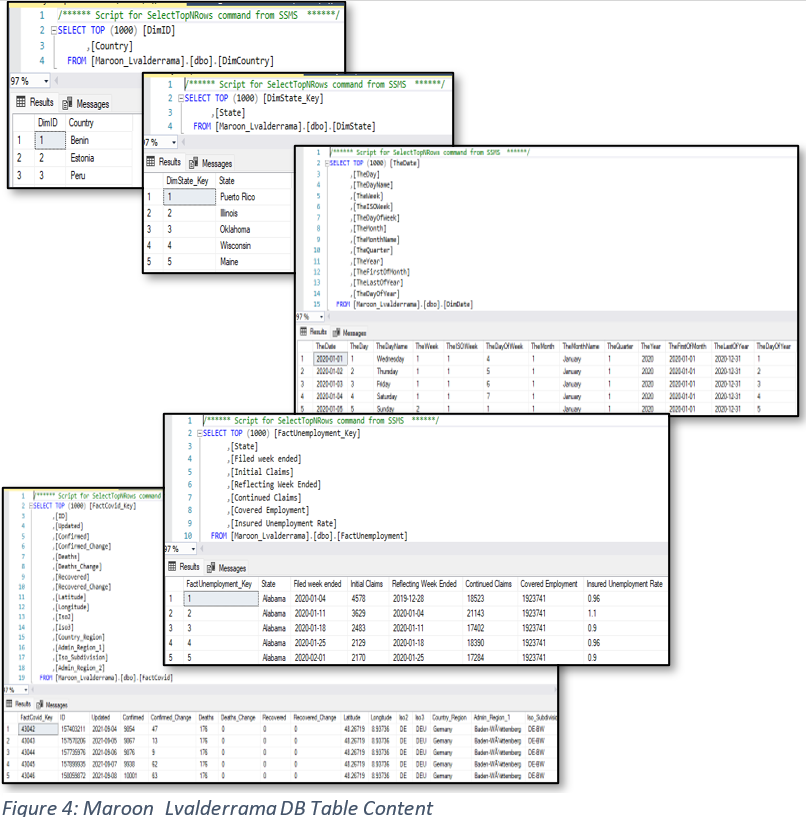 1 /****** Script for SelectTopNRows command from SSMS ******/
2 SELECT TOP (1000) [DimID]
3 ,[Country]
4 FROM [Maroon_Lvalderrama].[dbo].[DimCountry]
97 %
Results Messages
DimID Country
1 1 Benin
2 2 Estonia
3 3 Peru
1 /****** Script for SelectTopNRows command from SSMS ******/
2 SELECT TOP (1000) [DimState_Key]
3 ,[State]
4 FROM [Maroon_Lvalderrama].[dbo].[DimState]
97 %
Results Messages
DimState_Key State
1 1 Puerto Rico
2 2 Illinois
3 3 Oklahoma
4 4 Wisconsin
5 5 Maine
1 /****** Script for SelectTopNRows command from SSMS ******/
2 SELECT TOP (1000) [TheDate]
3 ,[TheDay]
4 ,[TheDayName]
5 ,[TheWeek]
6 ,[TheISOWeek]
7 ,[TheDayOfWeek]
8 ,[TheMonth]
9 ,[TheMonthName]
10 ,[TheQuarter]
11 ,[TheYear]
12 ,[TheFirstOfMonth]
13 ,[TheLastOfYear]
14 ,[TheDayOfYear]
15 FROM [Maroon_Lvalderrama].[dbo].[DimDate]
97 %
Results Messages
TheDate TheDay TheDayName TheWeek TheISOWeek TheDayOfWeek TheMonth TheMonthName TheQuarter TheYear TheFirstOfMonth TheLastOfYear TheDayOfYear
1 2020-01-01 1 Wednesday 1 1 4 1 January 1 2020 2020-01-01 2020-12-31 1
2 2020-01-02 2 Thursday 1 1 5 1 January 1 2020 2020-01-01 2020-12-31 2
3 2020-01-03 3 Friday 1 1 6 1 January 1 2020 2020-01-01 2020-12-31 3
4 2020-01-04 4 Saturday 1 1 7 1 January 1 2020 2020-01-01 2020-12-31 4
5 2020-01-05 5 Sunday 2 1 1 1 January 1 2020 2020-01-01 2020-12-31 5
1 /****** Script for SelectTopNRows command from SSMS ******/
2 SELECT TOP (1000) [FactUnemployment_Key]
3 ,[State]
4 ,[Filed week ended]
5 ,[Initial Claims]
6 ,[Reflecting Week Ended]
7 ,[Continued Claims]
8 ,[Covered Employment]
9 ,[Insured Unemployment Rate]
10 FROM [Maroon_Lvalderrama].[dbo].[FactUnemployment]
97 %
Results Messages
FactUnemployment_Key State Filed week ended Initial Claims Reflecting Week Ended Continued Claims Covered Employment Insured Unemployment Rate
1 1 Alabama 2020-01-04 4578 2019-12-28 18523 1923741 0.96
2 2 Alabama 2020-01-11 3629 2020-01-04 21143 1923741 1.1
3 3 Alabama 2020-01-18 2483 2020-01-11 17402 1923741 0.9
4 4 Alabama 2020-01-25 2129 2020-01-18 18390 1923741 0.96
5 5 Alabama 2020-02-01 2170 2020-01-25 17284 1923741 0.9
1 /****** Script for SelectTopNRows command
2 SELECT TOP (1000) [FactCovid_Key]
3 ,[ID]
4 ,[Updated]
5 ,[Confirmed]
6 ,[Confirmed_Change]
7 ,[Deaths]
8 ,[Deaths_Change]
9 ,[Recovered]
10 ,[Recovered_Change]
11 ,[Latitude]
12 ,[Longitude]
13 ,[Iso2]
14 ,[Iso3]
15 ,[Country_Region]
16 ,[Admin_Region_1]
17 ,[Iso_Subdivision]
18 ,[Admin_Region_2]
19 FROM [Maroon_Lvalderrama].[dbo].[FactCovid]
97 %
Results Messages
FactCovid_Key ID Updated Confirmed Confirmed_Change Deaths Deaths_Change Recovered Recovered_Change Latitude Longitude Iso2 Iso3 Country_Region Admin_Region_1 Iso_Subdivision
1 43042 157403211 2021-09-04 9854 47 176 0 0 0 48.26719 8.93736 DE DEU Germany Baden-WÃ¼rttemberg DE-BW
2 43043 157570206 2021-09-05 9867 13 176 0 0 0 48.26719 8.93736 DE DEU Germany Baden-WÃ¼rttemberg DE-BW
3 43044 157735976 2021-09-06 9876 9 176 0 0 0 48.26719 8.93736 DE DEU Germany Baden-WÃ¼rttemberg DE-BW
4 43045 157899935 2021-09-07 9938 62 176 0 0 0 48.26719 8.93736 DE DEU Germany Baden-WÃ¼rttemberg DE-BW
5 43046 158059872 2021-09-08 10001 63 176 0 0 0 48.26719 8.93736 DE DEU Germany Baden-WÃ¼rttemberg DE-BW
Figure 4: Maroon_Lvalderrama DB Table Content